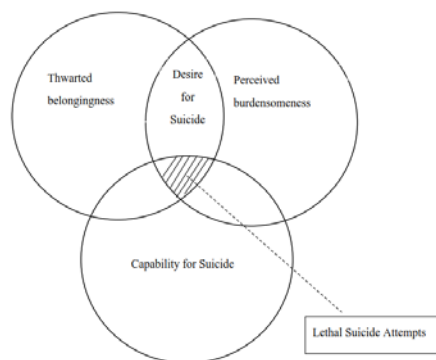 Thwarted
belongingness
Desire
for
Suicide
Perceived
burdensomeness
Capability for Suicide
Lethal Suicide Attempts